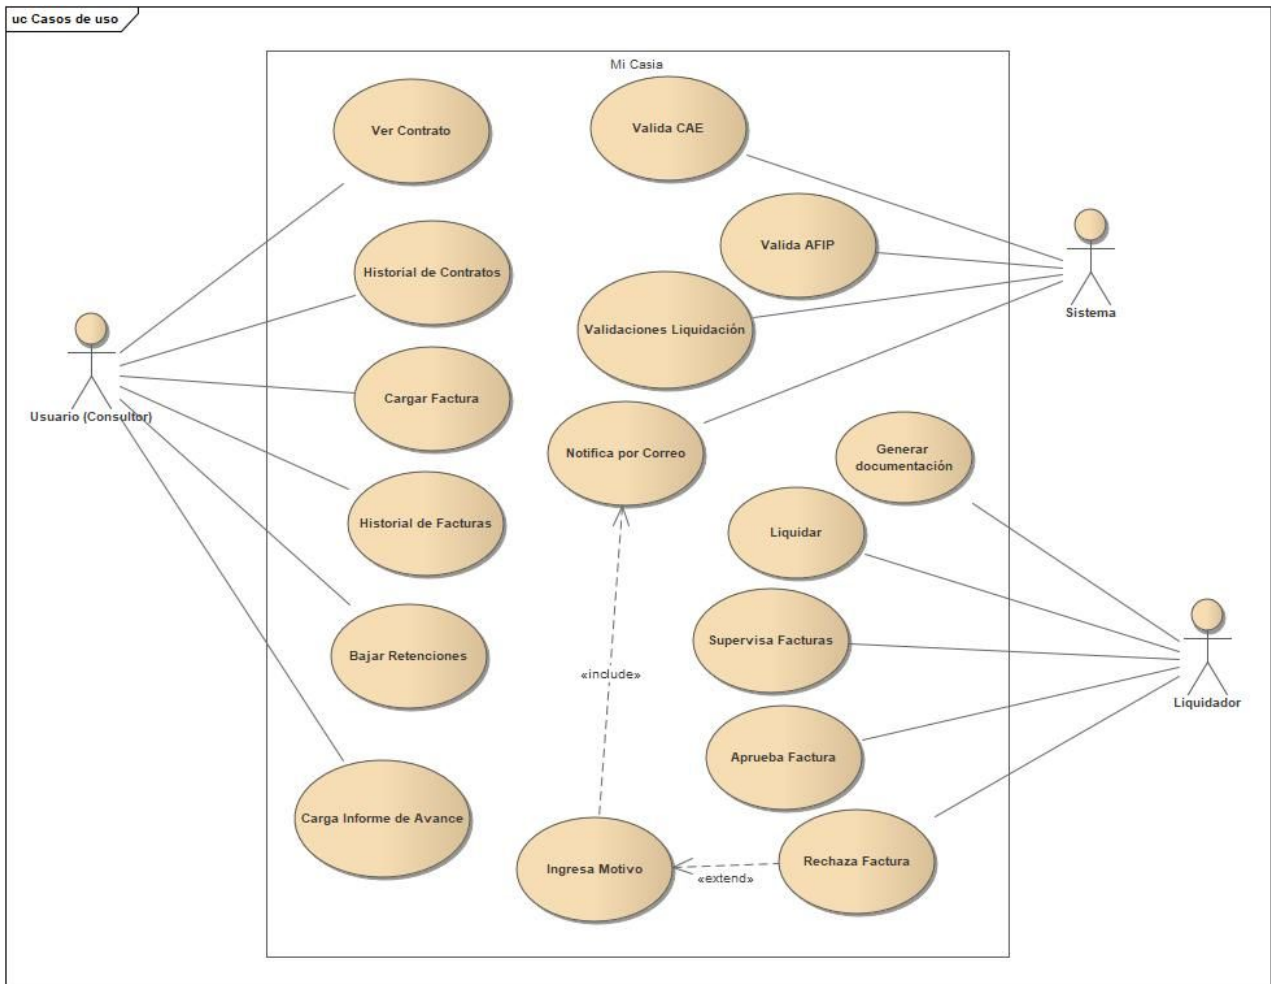 uc Casos de uso
Mi Casia
Ver Contrato
Valida CAE
Valida AFIP
Historial de Contratos
Sistema
Validaciones Liquidación
Cargar Factura
Usuario (Consultor)
Notifica por Correo
Generar
documentación
Historial de Facturas
Liquidar
Supervisa Facturas
Bajar Retenciones
«include»
Liquidador
Aprueba Factura
Carga Informe de Avance
Ingresa Motivo
Rechaza Factura
«extend»